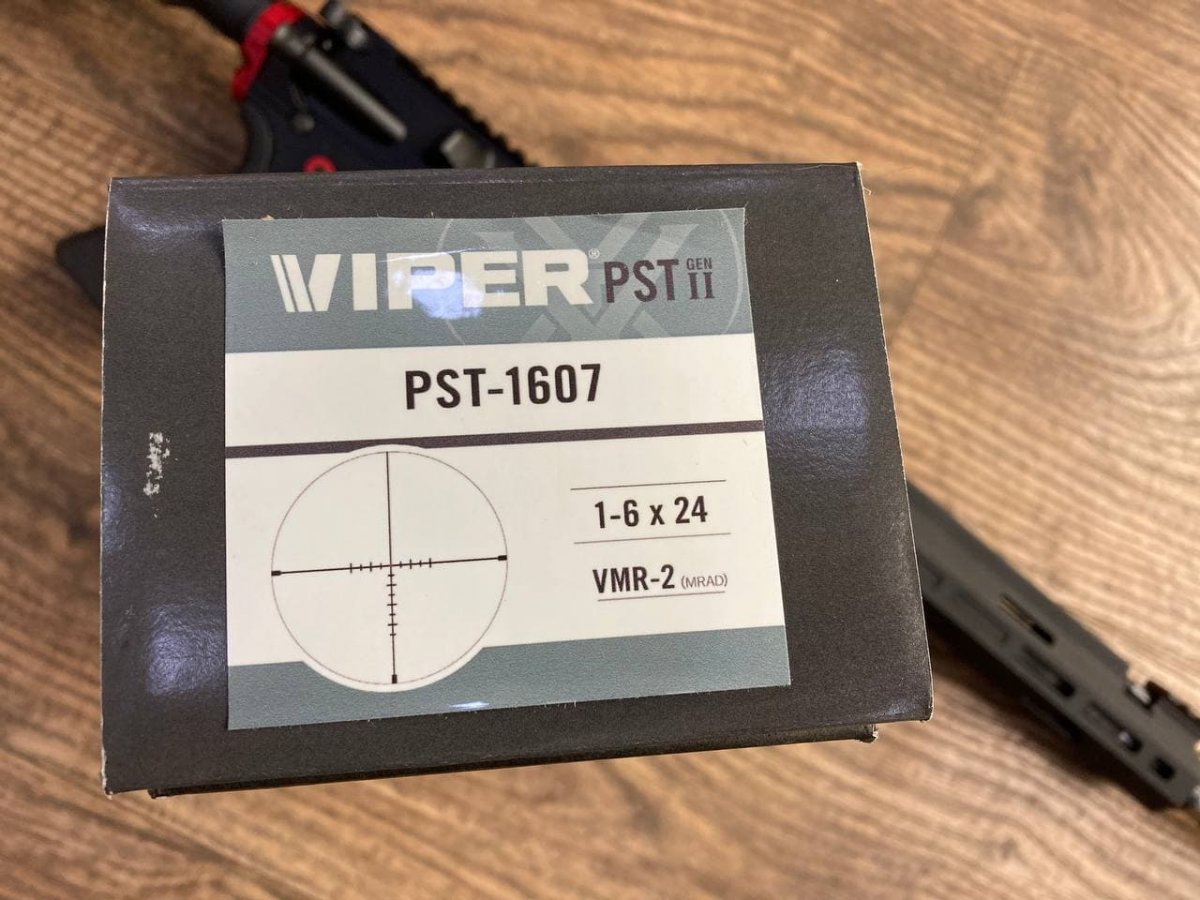 VIPER® PST GEN II
PST-1607
1-6 x 24
VMR-2 (MRAD)